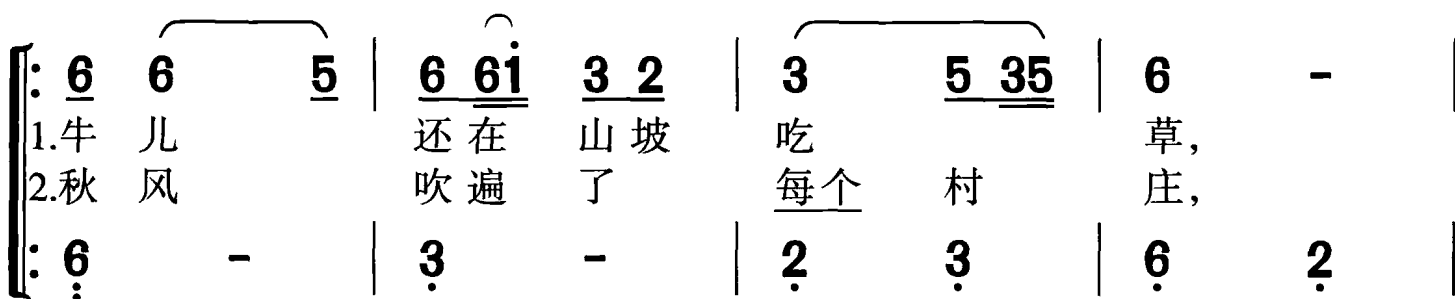 6 6 5 | 6 61̇ 3 2 | 3 5 35 | 6 -
1.牛 儿 还 在 山 坡 吃 草,
2.秋 风 吹 遍 了 每个 村 庄,
6 - | 3 - | 2 3 | 6 2